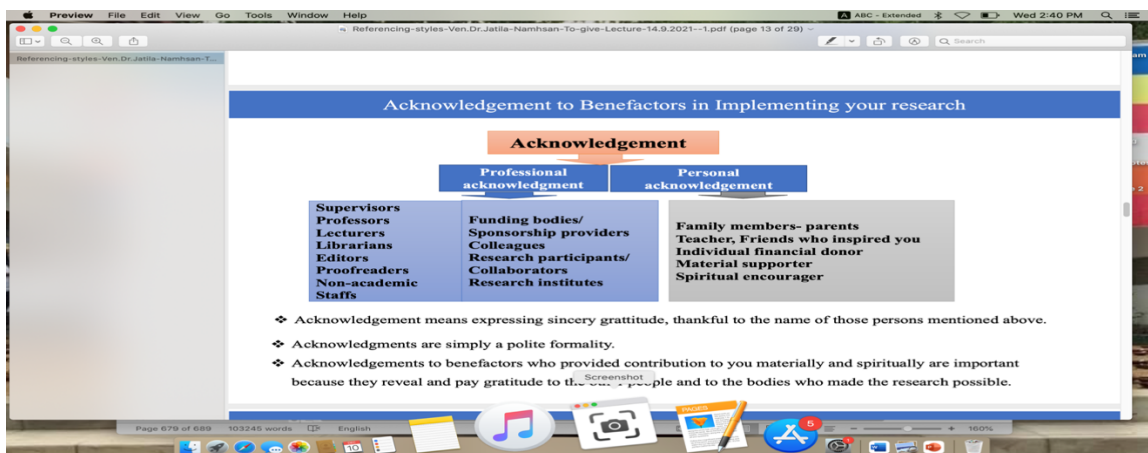 Preview File Edit View Go Tools Window Help
ABC - Extended
Wed 2:40 PM
Referencing-styles-Ven.Dr.Jatila-Namhsan-To-give-Lecture-14.9.2021--1.pdf (page 13 of 29)
Search
Referencing-styles-Ven.Dr.Jatila-Namhsan-T...
Acknowledgement to Benefactors in Implementing your research
Acknowledgement
Professional
acknowledgment
Personal
acknowledgement
Supervisors
Professors
Lecturers
Librarians
Editors
Proofreaders
Non-academic
Staffs
Funding bodies/
Sponsorship providers
Colleagues
Research participants/
Collaborators
Research institutes
Family members- parents
Teacher, Friends who inspired you
Individual financial donor
Material supporter
Spiritual encourager
❖ Acknowledgement means expressing sincery grattitude, thankful to the name of those persons mentioned above.
❖ Acknowledgments are simply a polite formality.
❖ Acknowledgements to benefactors who provided contribution to you materially and spiritually are important
because they reveal and pay gratitude to the people and to the bodies who made the research possible.
Screenshot
Page 679 of 689 103245 words English
160%
PAGES
5
10
1